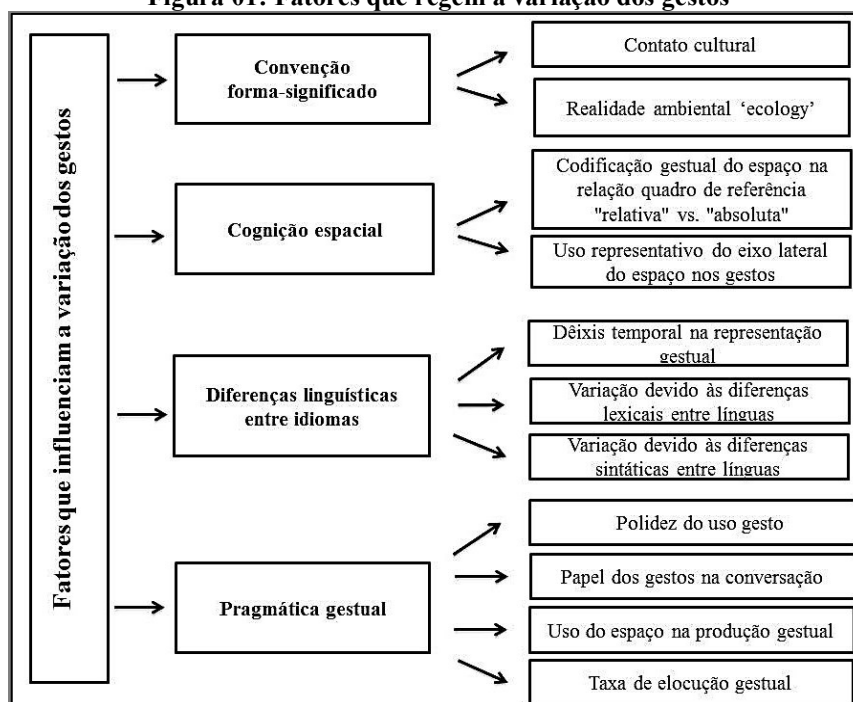 Figura 01: Fatores que regem a variação dos gestos
Fatores que influenciam a variação dos gestos
Convenção
forma-significado
Contato cultural
Realidade ambiental ‘ecology’
Cognição espacial
Codificação gestual do espaço na
relação quadro de referência
"relativa" vs. "absoluta"
Uso representativo do eixo lateral
do espaço nos gestos
Diferenças linguísticas
entre idiomas
Dêixis temporal na representação
gestual
Variação devido às diferenças
lexicais entre línguas
Variação devido às diferenças
sintáticas entre línguas
Pragmática gestual
Polidez do uso gesto
Papel dos gestos na conversação
Uso do espaço na produção gestual
Taxa de elocução gestual